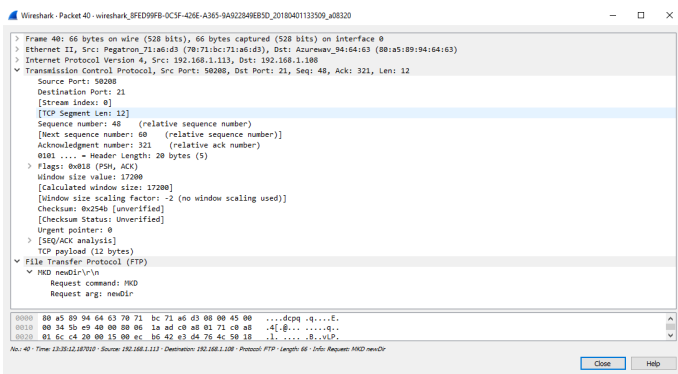 Wireshark · Packet 40 · wireshark_8FED99FB-0C5F-426E-A365-9A922849EB5D_20180401133509_a08320
Frame 40: 66 bytes on wire (528 bits), 66 bytes captured (528 bits) on interface 0
Ethernet II, Src: Pegatron_71:a6:d3 (70:71:bc:71:a6:d3), Dst: Azurewav_94:64:63 (80:a5:89:94:64:63)
Internet Protocol Version 4, Src: 192.168.1.113, Dst: 192.168.1.108
Transmission Control Protocol, Src Port: 50208, Dst Port: 21, Seq: 48, Ack: 321, Len: 12
Source Port: 50208
Destination Port: 21
[Stream index: 0]
[TCP Segment Len: 12]
Sequence number: 48 (relative sequence number)
[Next sequence number: 60 (relative sequence number)]
Acknowledgment number: 321 (relative ack number)
0101 .... = Header Length: 20 bytes (5)
Flags: 0x018 (PSH, ACK)
Window size value: 17200
[Calculated window size: 17200]
[Window size scaling factor: -2 (no window scaling used)]
Checksum: 0x254b [unverified]
[Checksum Status: Unverified]
Urgent pointer: 0
[SEQ/ACK analysis]
TCP payload (12 bytes)
File Transfer Protocol (FTP)
MKD newDir\r\n
Request command: MKD
Request arg: newDir
0000 80 a5 89 94 64 63 70 71 bc 71 a6 d3 08 00 45 00 ....dcpq .q....E.
0010 00 34 5b e9 40 00 80 06 1a ad c0 a8 01 71 c0 a8 .4[.@... .....q..
0020 01 6c c4 20 00 15 00 ec b6 42 e3 d4 76 4c 50 18 .l. .... .B..vLP.
No.: 40 · Time: 13:35:12,187010 · Source: 192.168.1.113 · Destination: 192.168.1.108 · Protocol: FTP · Length: 66 · Info: Request: MKD newDir
Close Help